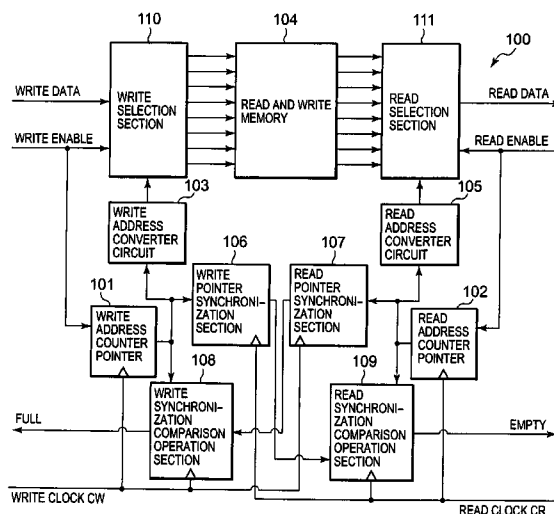 110
104
111
100
WRITE DATA
WRITE
SELECTION
SECTION
READ AND WRITE
MEMORY
READ
SELECTION
SECTION
READ DATA
WRITE ENABLE
READ ENABLE
103
WRITE
ADDRESS
CONVERTER
CIRCUIT
105
READ
ADDRESS
CONVERTER
CIRCUIT
106
WRITE
POINTER
SYNCHRONI-
ZATION
SECTION
107
READ
POINTER
SYNCHRONI-
ZATION
SECTION
101
WRITE
ADDRESS
COUNTER
POINTER
102
READ
ADDRESS
COUNTER
POINTER
108
WRITE
SYNCHRONI-
ZATION
COMPARISON
OPERATION
SECTION
109
READ
SYNCHRONI-
ZATION
COMPARISON
OPERATION
SECTION
FULL
EMPTY
WRITE CLOCK CW
READ CLOCK CR